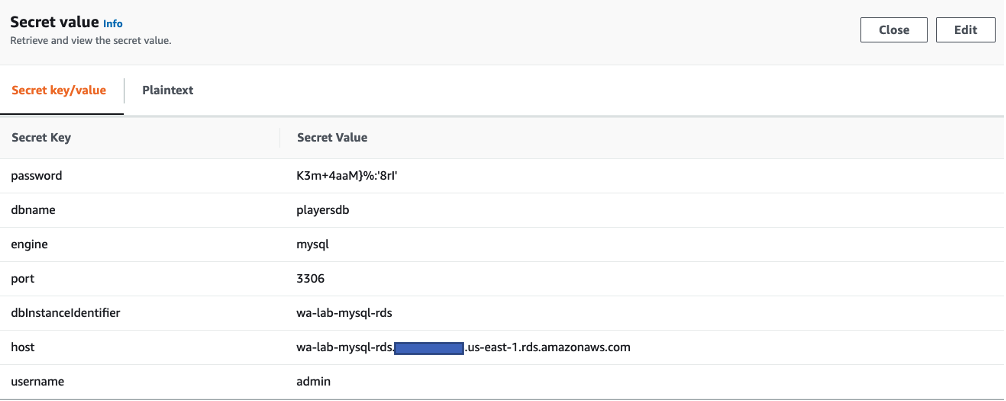 Secret value Info
Close Edit
Retrieve and view the secret value.
Secret key/value Plaintext
Secret Key Secret Value
password K3m+4aaM}%:'8rI'
dbname playersdb
engine mysql
port 3306
dbInstanceIdentifier wa-lab-mysql-rds
host wa-lab-mysql-rds. .us-east-1.rds.amazonaws.com
username admin